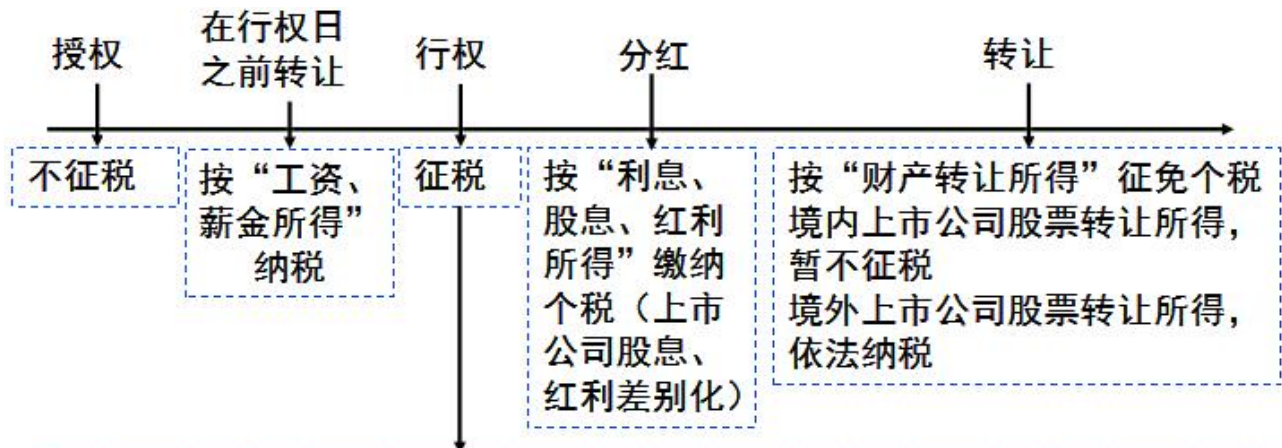 授权
在行权日
之前转让
行权
分红
转让
不征税
按“工资、
薪金所得”
纳税
征税
按“利息、
股息、红利
所得”缴纳
个税（上市
公司股息、
红利差别化）
按“财产转让所得”征免个税
境内上市公司股票转让所得，
暂不征税
境外上市公司股票转让所得，
依法纳税